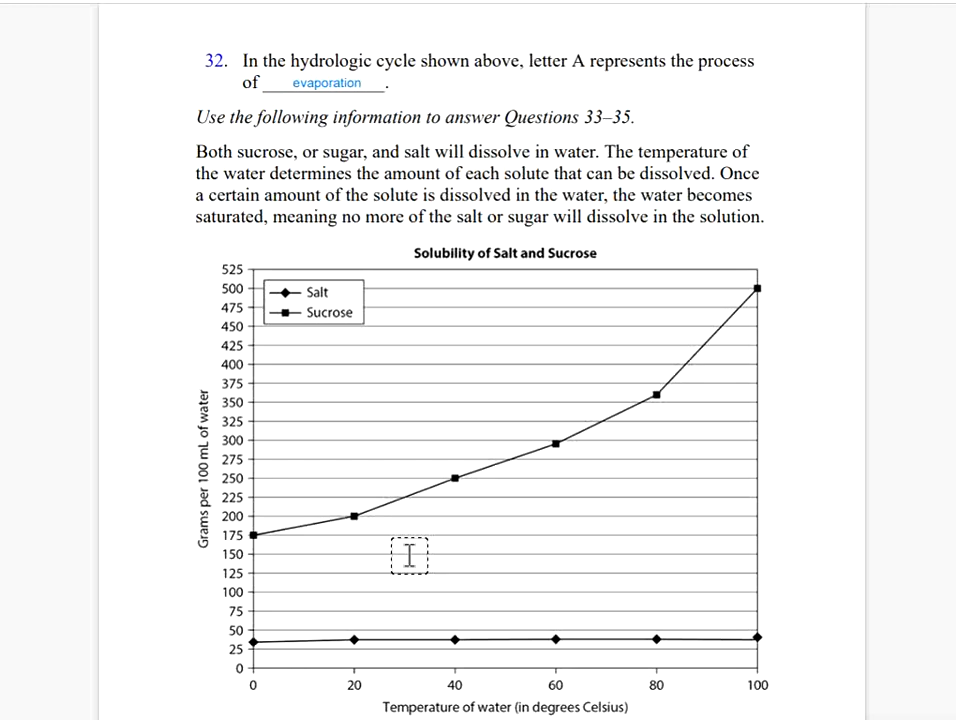 32. In the hydrologic cycle shown above, letter A represents the process
of evaporation.
Use the following information to answer Questions 33–35.
Both sucrose, or sugar, and salt will dissolve in water. The temperature of
the water determines the amount of each solute that can be dissolved. Once
a certain amount of the solute is dissolved in the water, the water becomes
saturated, meaning no more of the salt or sugar will dissolve in the solution.
Solubility of Salt and Sucrose
Salt
Sucrose
Grams per 100 mL of water
525
500
475
450
425
400
375
350
325
300
275
250
225
200
175
150
125
100
75
50
25
0
0 20 40 60 80 100
Temperature of water (in degrees Celsius)